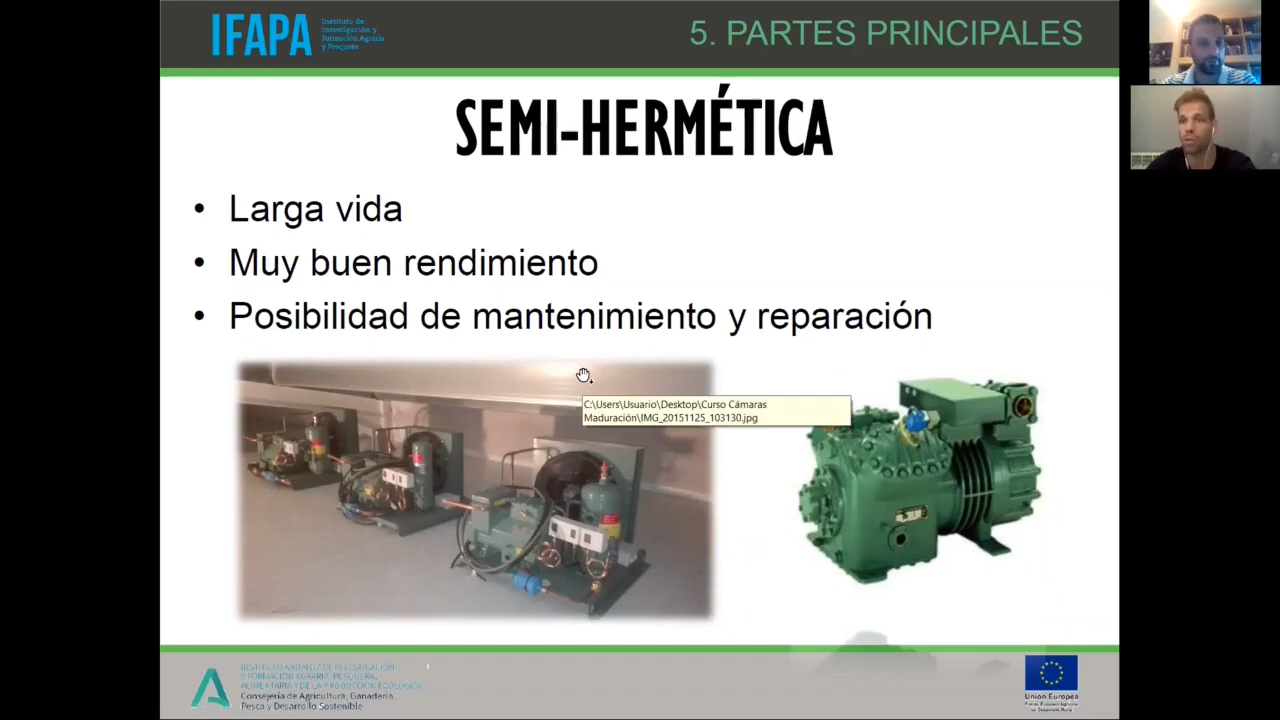 IFAPA
Instituto de
Investigación y
Formación Agraria
y Pesquera
5. PARTES PRINCIPALES
SEMI-HERMÉTICA
• Larga vida
• Muy buen rendimiento
• Posibilidad de mantenimiento y reparación
C:\Users\Usuario\Desktop\Curso Cámaras
Maduración\IMG_20151125_103130.jpg
INSTITUTO ANDALUZ DE INVESTIGACIÓN
Y FORMACIÓN AGRARIA, PESQUERA,
ALIMENTARIA Y DE LA PRODUCCIÓN ECOLÓGICA
Consejería de Agricultura, Ganadería,
Pesca y Desarrollo Sostenible
Unión Europea
Fondo Europeo Agrícola
de Desarrollo Rural